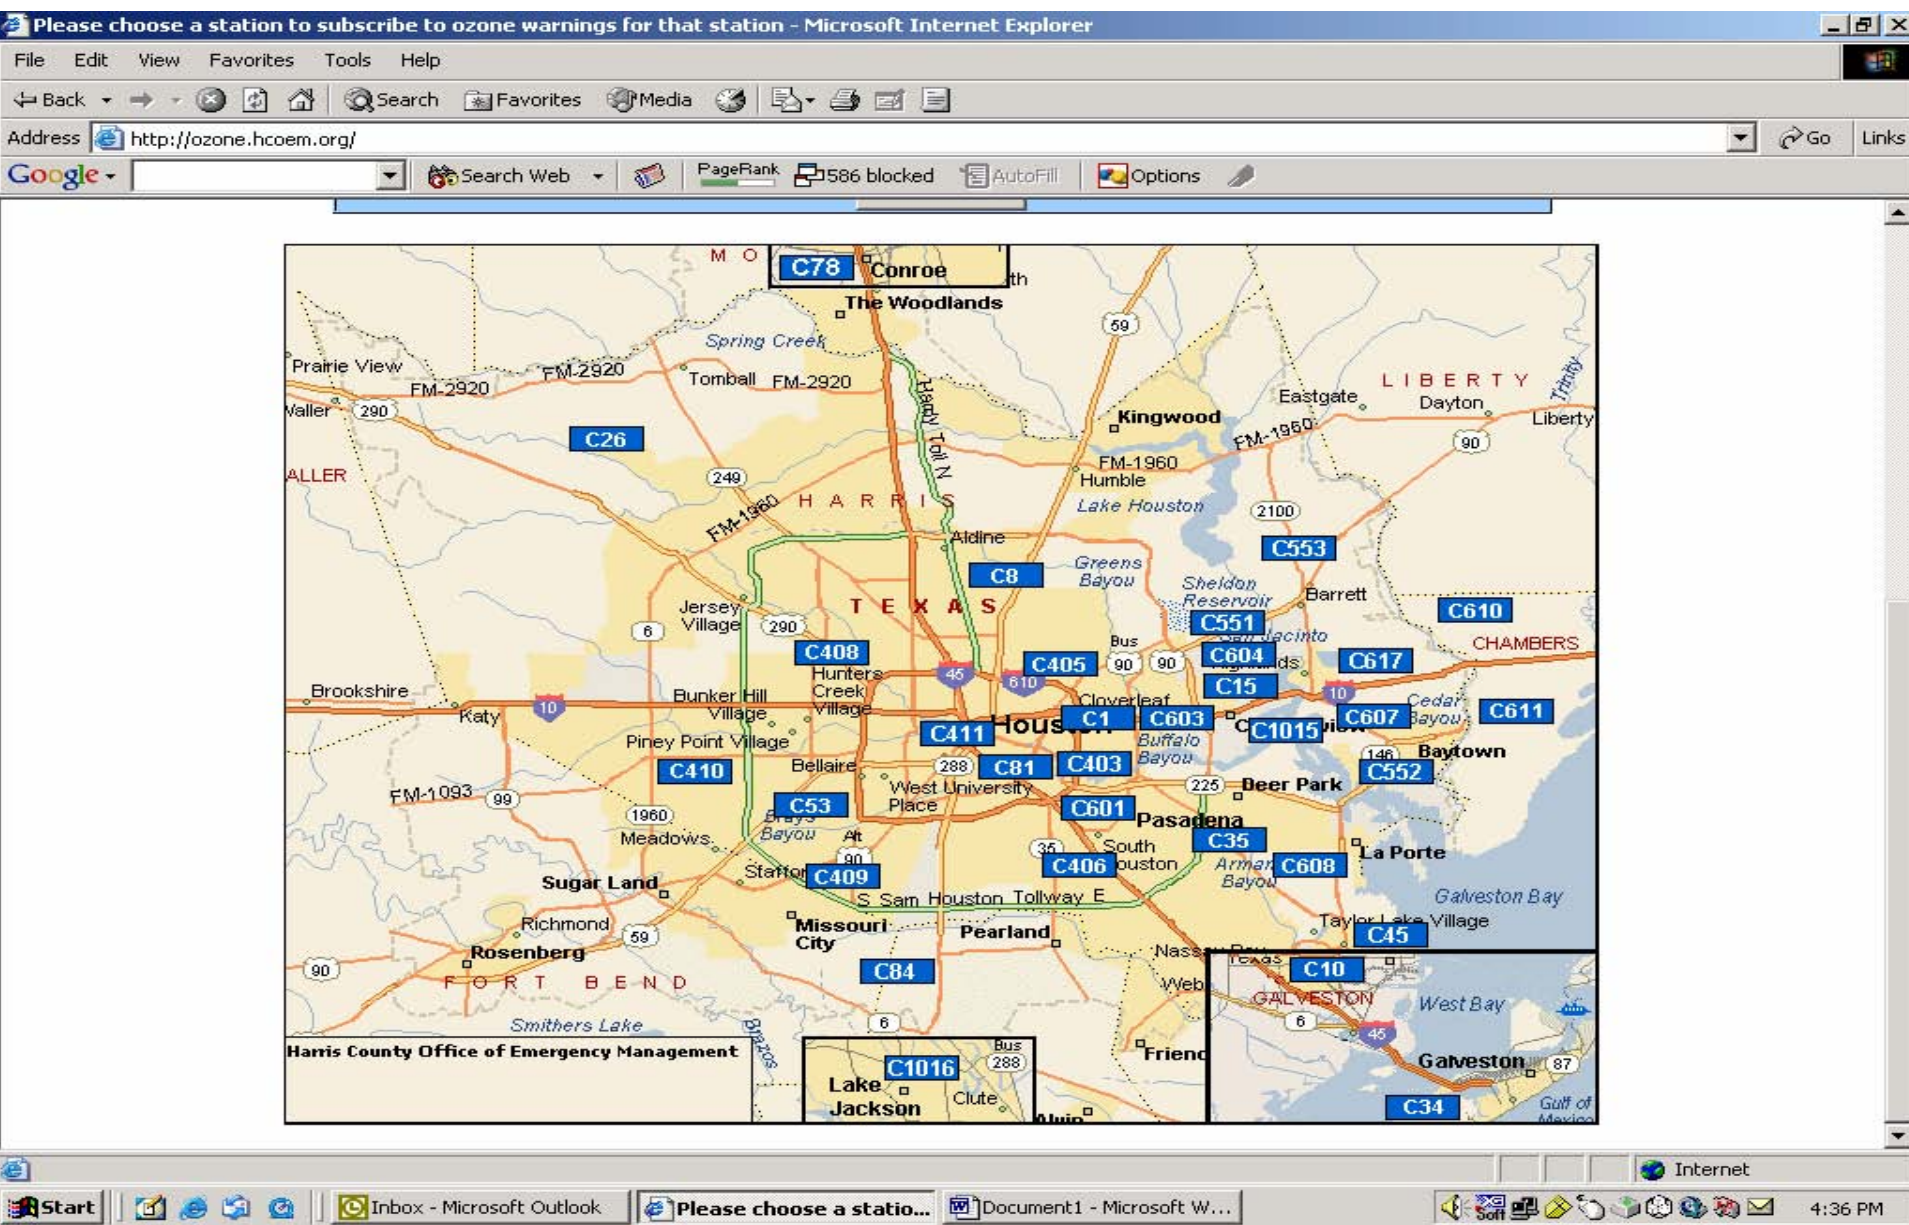 Please choose a station to subscribe to ozone warnings for that station - Microsoft Internet Explorer
File Edit View Favorites Tools Help
Back Search Favorites Media
Address http://ozone.hcoem.org/ Go Links
Google Search Web PageRank 586 blocked AutoFill Options
M O C78 Conroe
th
The Woodlands
59
Spring Creek
Prairie View FM-2920 FM-2920 Tomball FM-2920 Hardy Toll N LIBERTY Trinity
Waller 290 Eastgate Dayton Liberty
Kingwood
C26 FM-1960 90
ALLER 249 FM-1960
Humble
FM-1960 HARRIS Lake Houston 2100
Aldine C553
C8 Greens
Bayou Sheldon
Reservoir Barrett
TEXAS
Jersey
Village 6 290 C551 C610
Bus Jacinto
C408 C405 90 90 C604 C617 CHAMBERS
Hunters
Creek
Village 45 610 C15 10
Brookshire Bunker Hill
Village Cloverleaf Cedar
Bayou
Katy 10 C1 C603 C607 C611
C411 Houston C1015
Piney Point Village Buffalo
Bayou 146 Baytown
C410 Bellaire 288 C81 C403 C552
FM-1093 99 West University
Place 225 Deer Park
C53 C601 Pasadena
1960 Brays
Bayou Alt
Meadows 90 35 South C35
La Porte
C409 C406 Houston C608
Bayou
Sugar Land S Sam Houston Tollway E Galveston Bay
Richmond Missouri
City Taylor Lake Village
59 Pearland C45
Rosenberg
90 C84 C10
FORT BEND GALVESTON West Bay
Smithers Lake Brazos 6 6 45
Harris County Office of Emergency Management Bus
288
C1016 Galveston 87
Lake
Jackson Clute C34 Gulf of
Mexico
Internet
Start Inbox - Microsoft Outlook Please choose a statio... Document1 - Microsoft W... 4:36 PM